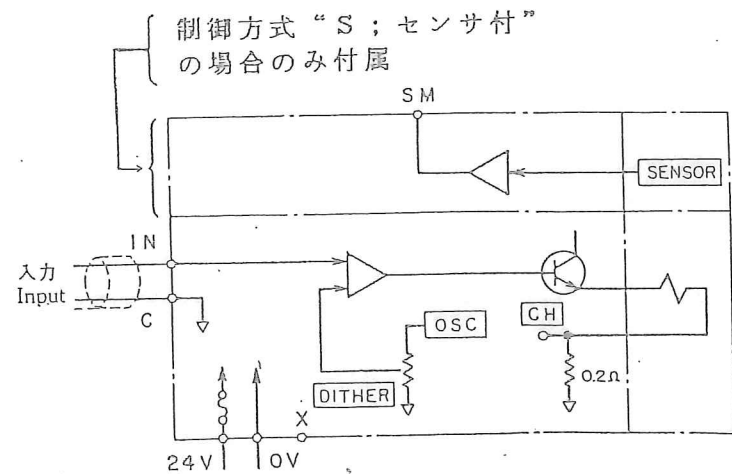 制御方式 “S ; センサ付”
の場合のみ付属
SM
SENSOR
IN
入力
Input
C
OSC
CH
DITHER
0.2Ω
X
24V
0V